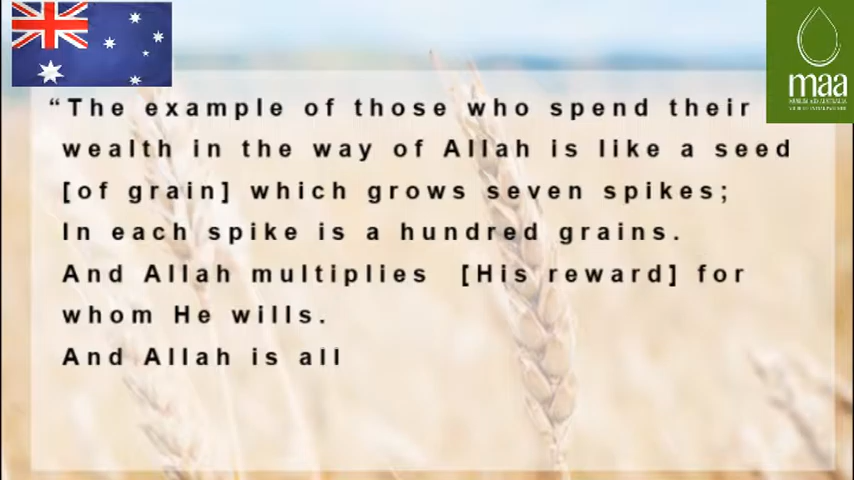 maa
“The example of those who spend their
wealth in the way of Allah is like a seed
[of grain] which grows seven spikes;
In each spike is a hundred grains.
And Allah multiplies [His reward] for
whom He wills.
And Allah is all